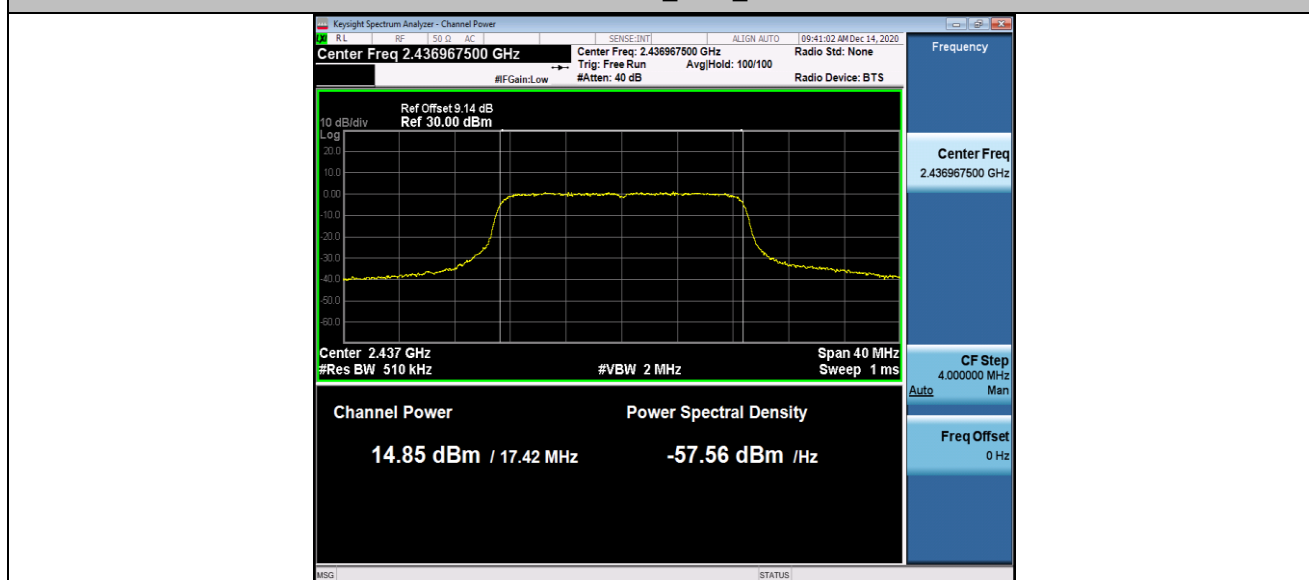 Keysight Spectrum Analyzer - Channel Power
RL RF 50 Ω AC SENSE:INT ALIGN AUTO 09:41:02 AM Dec 14, 2020
Center Freq 2.436967500 GHz
Center Freq: 2.436967500 GHz Radio Std: None
Trig: Free Run Avg|Hold: 100/100
#IFGain:Low #Atten: 40 dB Radio Device: BTS
Frequency
Ref Offset 9.14 dB
10 dB/div Ref 30.00 dBm
Log
20.0
10.0
0.00
-10.0
-20.0
-30.0
-40.0
-50.0
-60.0
Center 2.437 GHz Span 40 MHz
#Res BW 510 kHz #VBW 2 MHz Sweep 1 ms
Channel Power Power Spectral Density
14.85 dBm / 17.42 MHz -57.56 dBm /Hz
Center Freq
2.436967500 GHz
CF Step
4.000000 MHz
Auto Man
Freq Offset
0 Hz
MSG STATUS